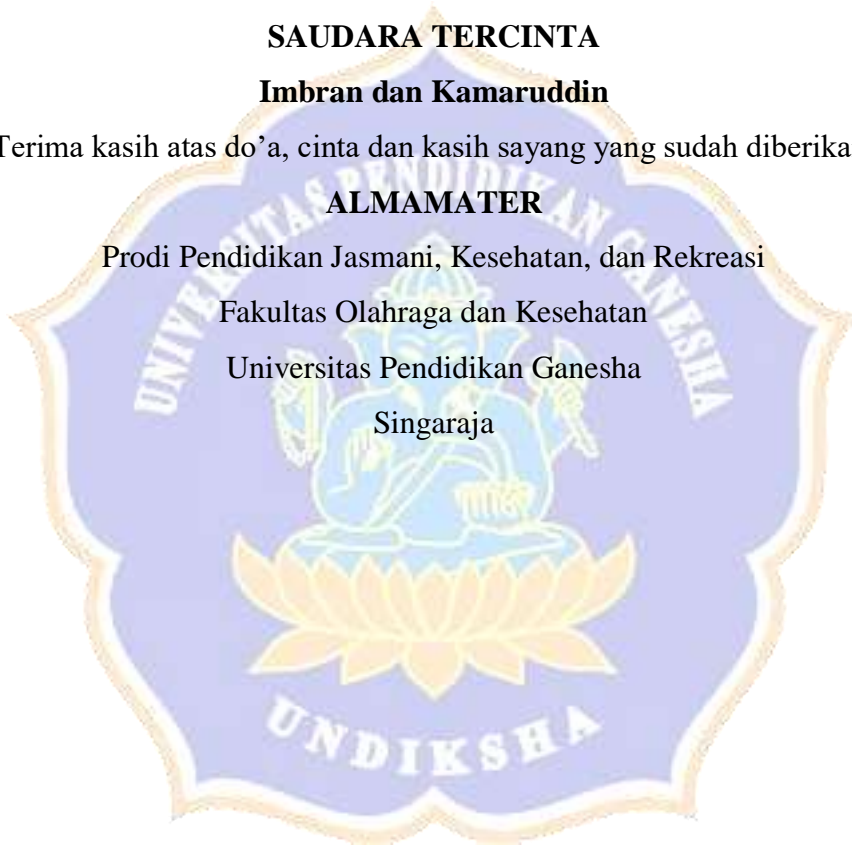 SAUDARA TERCINTA
Imbran dan Kamaruddin
Terima kasih atas do’a, cinta dan kasih sayang yang sudah diberika
ALMAMATER
Prodi Pendidikan Jasmani, Kesehatan, dan Rekreasi
Fakultas Olahraga dan Kesehatan
Universitas Pendidikan Ganesha
Singaraja
UNIVERSITAS PENDIDIKAN GANESHA
UNDIKSHA